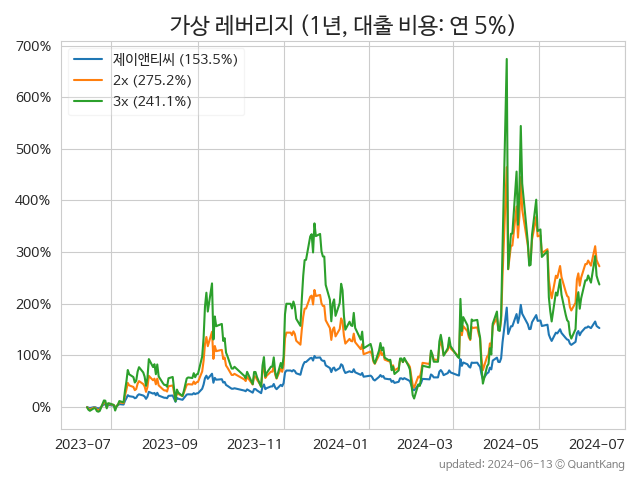 가상 레버리지 (1년, 대출 비용: 연 5%)
700%
600%
500%
400%
300%
200%
100%
0%
제이앤티씨 (153.5%)
2x (275.2%)
3x (241.1%)
2023-07 2023-09 2023-11 2024-01 2024-03 2024-05 2024-07
updated: 2024-06-13 © QuantKang